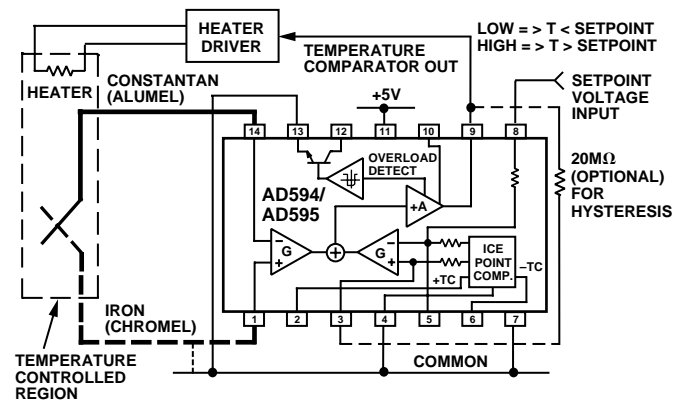 HEATER
DRIVER
LOW = > T < SETPOINT
HIGH = > T > SETPOINT
TEMPERATURE
COMPARATOR OUT
HEATER
CONSTANTAN
(ALUMEL)
+5V
SETPOINT
VOLTAGE
INPUT
14
13
12
11
10
9
8
20MΩ
(OPTIONAL)
FOR
HYSTERESIS
OVERLOAD
DETECT
AD594/
AD595
+A
–
+
G
+
G
–
+
ICE
POINT
COMP.
–TC
+TC
IRON
(CHROMEL)
1
2
3
4
5
6
7
COMMON
TEMPERATURE
CONTROLLED
REGION